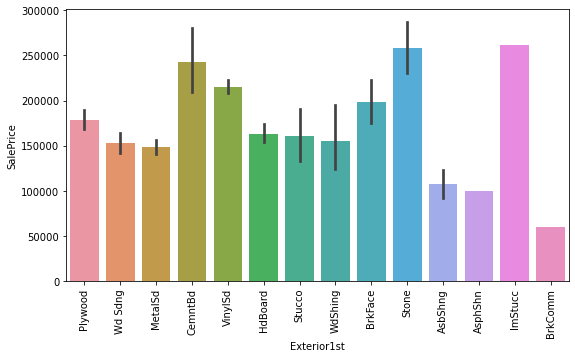 300000
250000
200000
150000
100000
50000
0
SalePrice
Plywood
Wd Sdng
MetalSd
CemntBd
VinylSd
HdBoard
Stucco
WdShing
BrkFace
Stone
AsbShng
AsphShn
ImStucc
BrkComm
Exterior1st